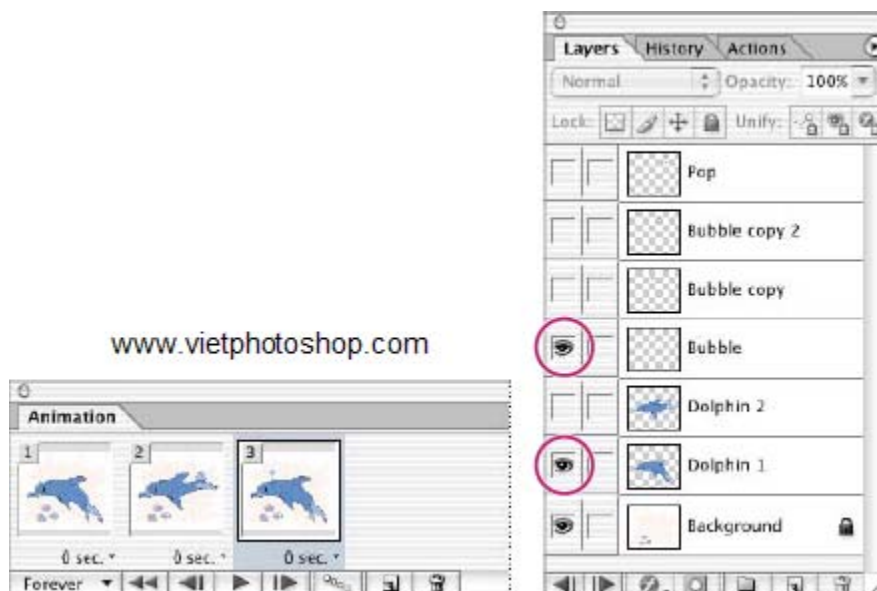 Layers History Actions
Normal Opacity: 100%
Lock: Unify:
Pop
Bubble copy 2
Bubble copy
Bubble
Dolphin 2
Dolphin 1
Background
www.vietphotoshop.com
Animation
1 2 3
0 sec. 0 sec. 0 sec.
Forever